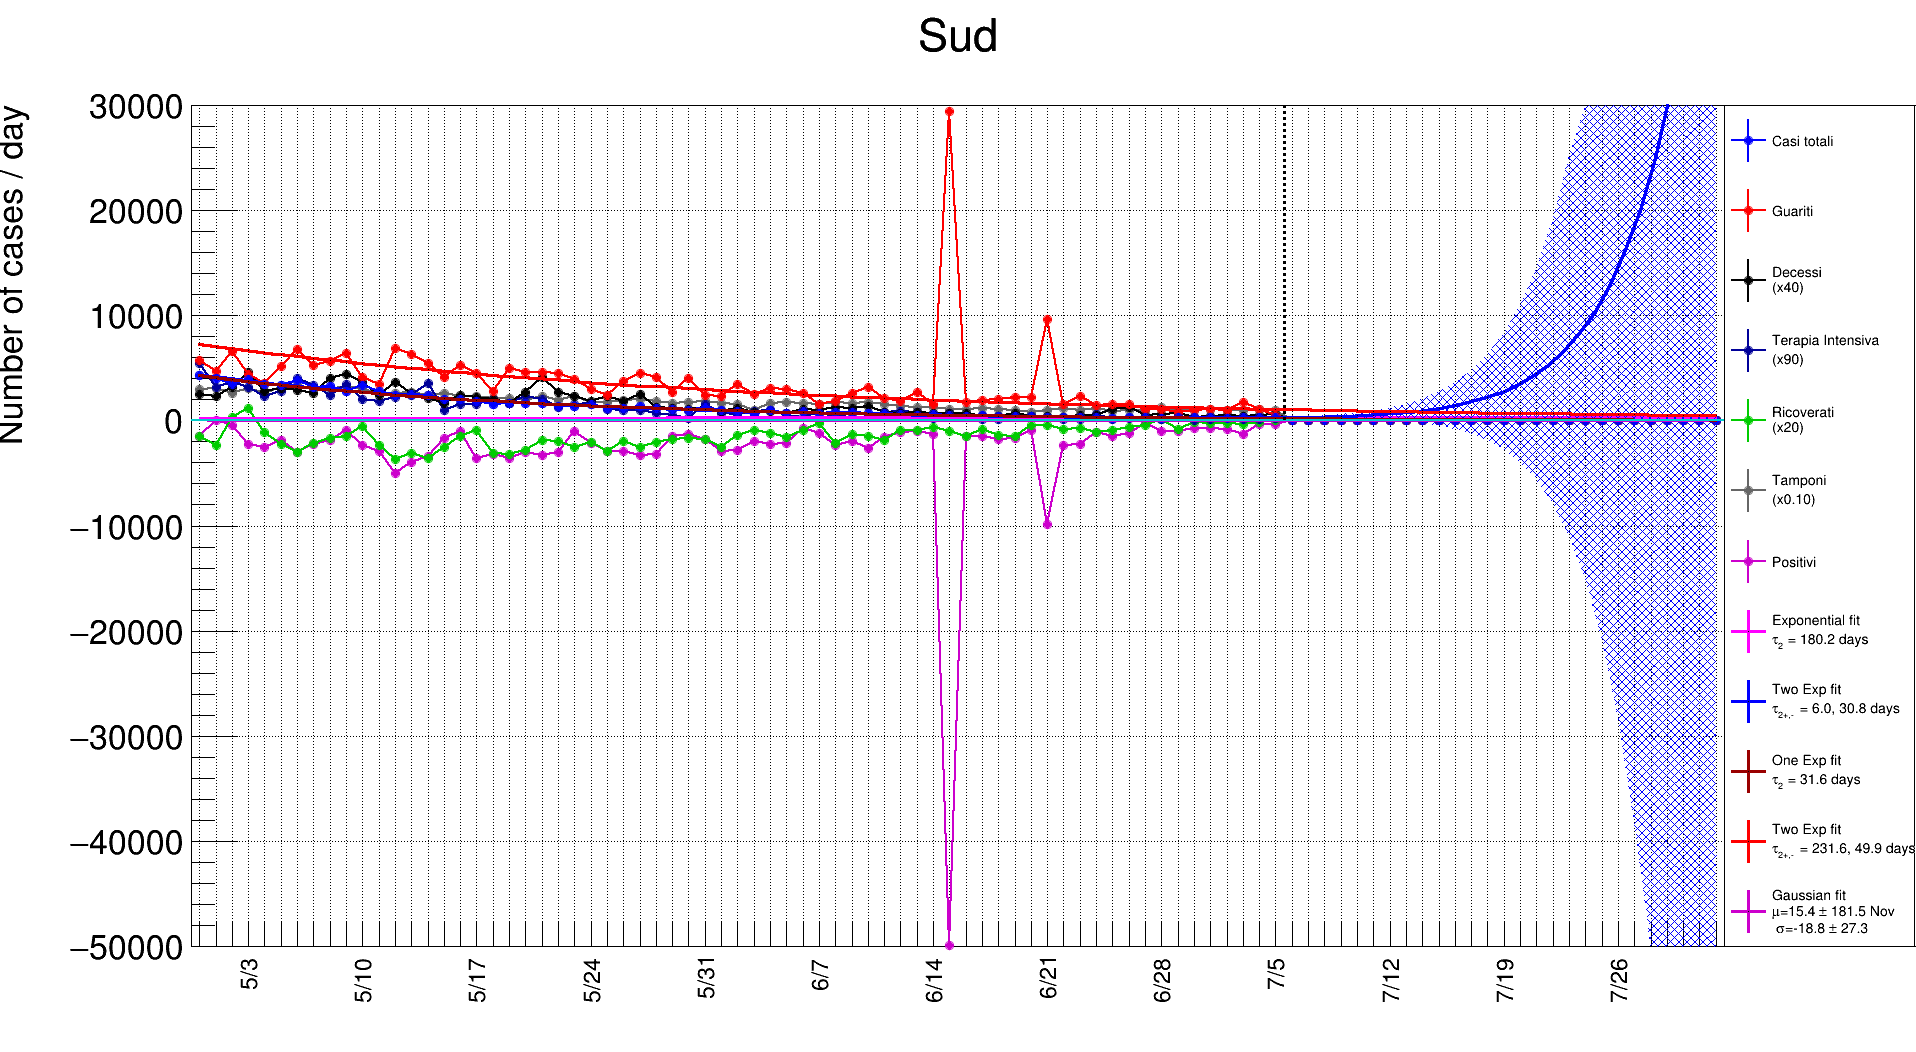 Sud
Number of cases / day
30000
20000
10000
0
−10000
−20000
−30000
−40000
−50000
5/3
5/10
5/17
5/24
5/31
6/7
6/14
6/21
6/28
7/5
7/12
7/19
7/26
Casi totali
Guariti
Decessi
(x40)
Terapia Intensiva
(x90)
Ricoverati
(x20)
Tamponi
(x0.10)
Positivi
Exponential fit
τ2 = 180.2 days
Two Exp fit
τ2+,- = 6.0, 30.8 days
One Exp fit
τ2 = 31.6 days
Two Exp fit
τ2+,- = 231.6, 49.9 days
Gaussian fit
μ=15.4 ± 181.5 Nov
σ=-18.8 ± 27.3